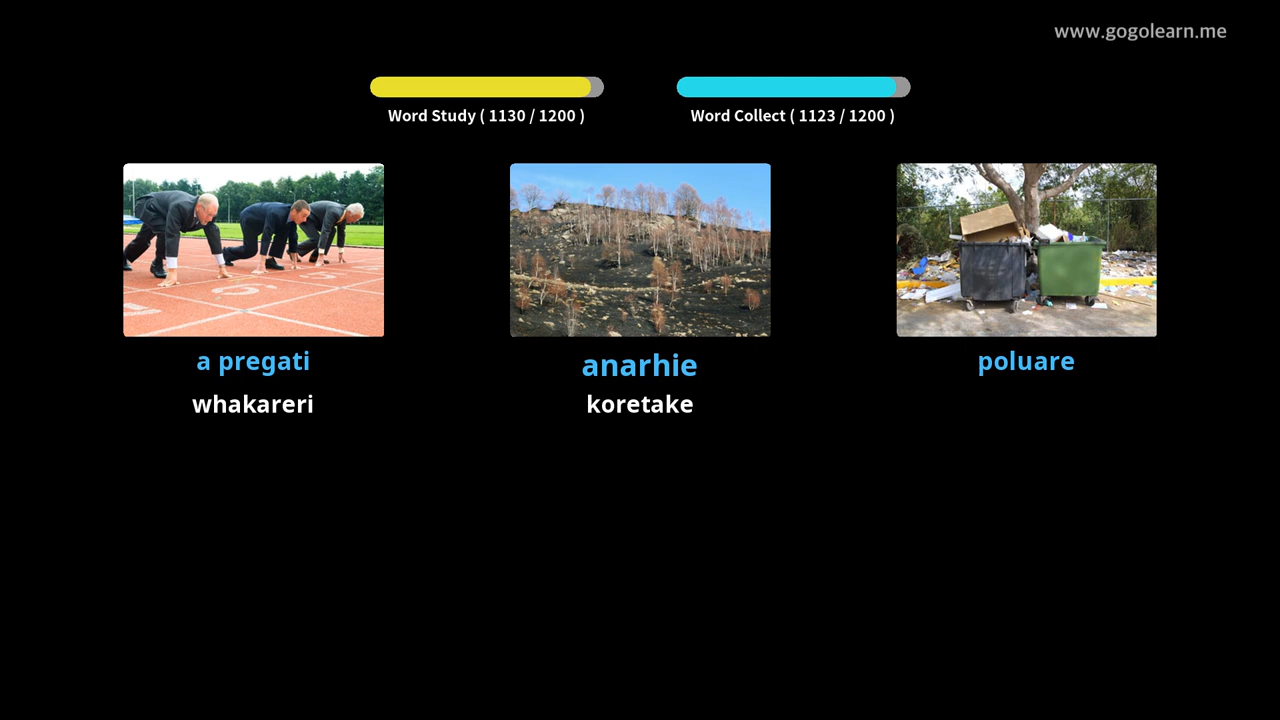 www.gogolearn.me
Word Study ( 1130 / 1200 )
Word Collect ( 1123 / 1200 )
a pregati
anarhie
poluare
whakareri
koretake